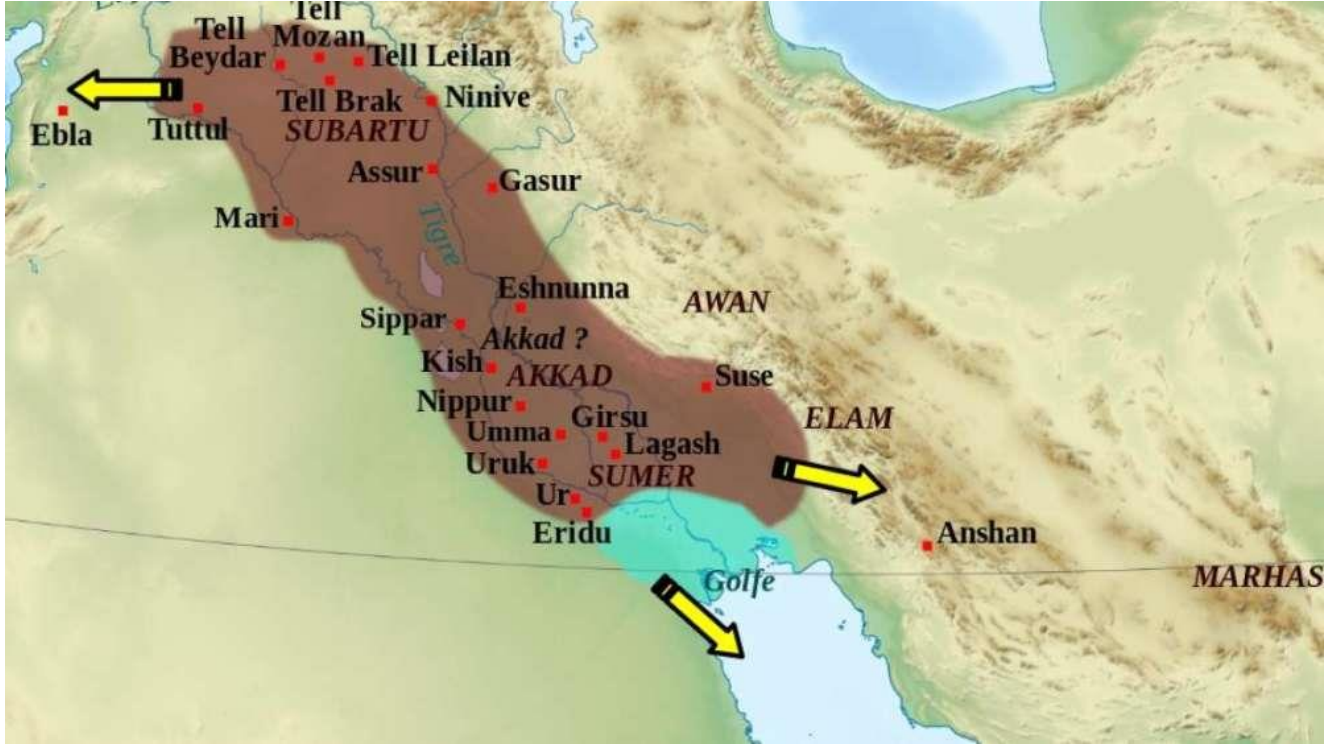 Tell
Beydar
Tell
Mozan
Tell Leilan
Tell Brak
Ninive
SUBARTU
Ebla
Tuttul
Assur
Gasur
Mari
Tigre
Eshnunna
AWAN
Sippar
Akkad ?
Kish
AKKAD
Suse
Nippur
Girsu
ELAM
Umma
Lagash
Uruk
SUMER
Ur
Eridu
Anshan
Golfe
MARHAS